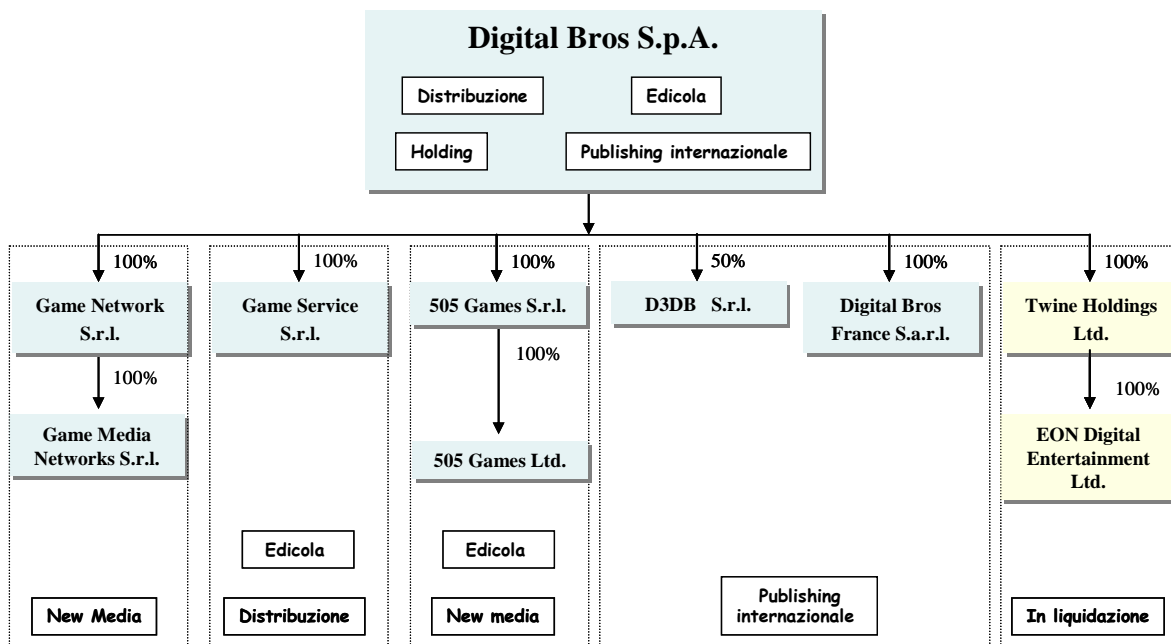 Digital Bros S.p.A.
Distribuzione
Edicola
Holding
Publishing internazionale
100%
100%
100%
50%
100%
100%
Game Network
S.r.l.
Game Service
S.r.l.
505 Games S.r.l.
D3DB S.r.l.
Digital Bros
France S.a.r.l.
Twine Holdings
Ltd.
100%
100%
100%
Game Media
Networks S.r.l.
505 Games Ltd.
EON Digital
Entertainment
Ltd.
Edicola
Edicola
New Media
Distribuzione
New media
Publishing
internazionale
In liquidazione